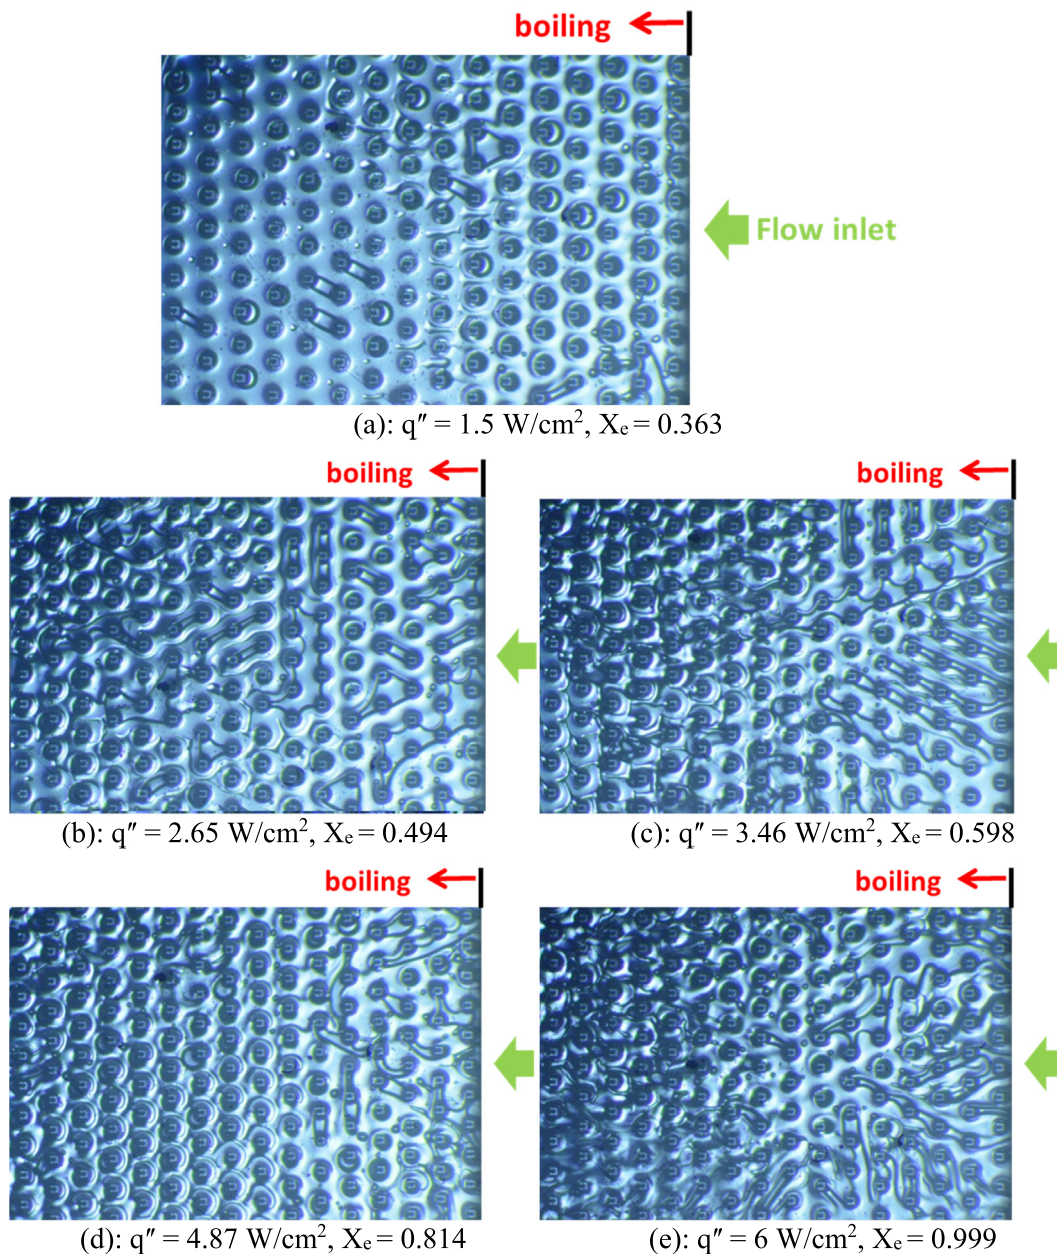 boiling
Flow inlet
(a): q″ = 1.5 W/cm², Xₑ = 0.363
boiling
boiling
(b): q″ = 2.65 W/cm², Xₑ = 0.494
(c): q″ = 3.46 W/cm², Xₑ = 0.598
boiling
boiling
(d): q″ = 4.87 W/cm², Xₑ = 0.814
(e): q″ = 6 W/cm², Xₑ = 0.999